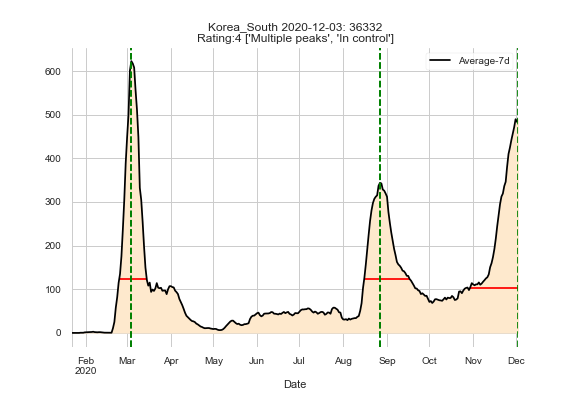 Korea_South 2020-12-03: 36332
Rating:4 ['Multiple peaks', 'In control']
Average-7d
600
500
400
300
200
100
0
Feb Mar Apr May Jun Jul Aug Sep Oct Nov Dec
2020
Date